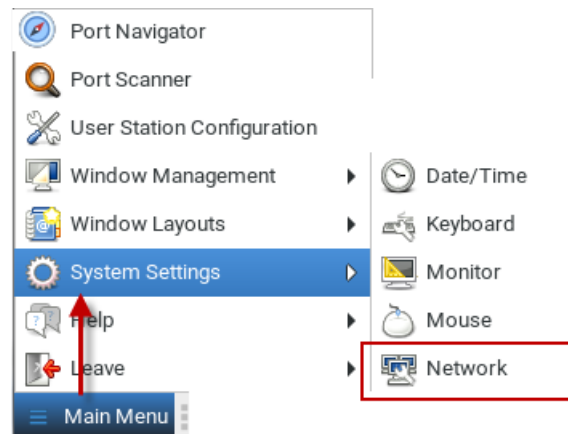 Port Navigator
Port Scanner
User Station Configuration
Window Management
Window Layouts
System Settings
Help
Leave
Main Menu
Date/Time
Keyboard
Monitor
Mouse
Network